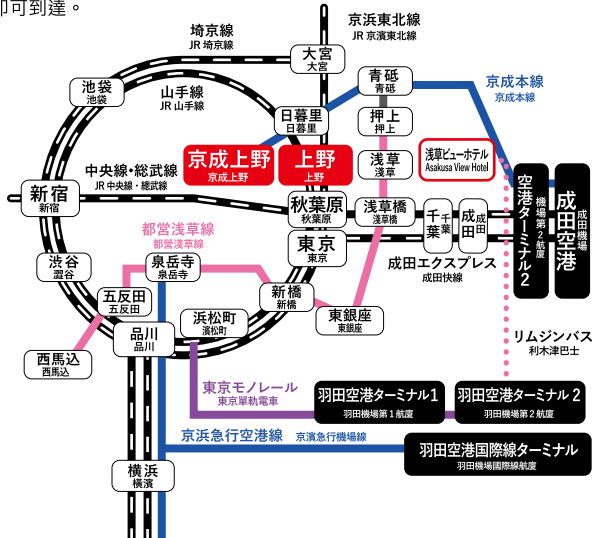 即可到達。
埼京線
JR 埼京線
京浜東北線
JR 京濱東北線
大宮
大宮
池袋
池袋
山手線
JR 山手線
青砥
青砥
京成本線
京成本線
日暮里
日暮里
押上
押上
京成上野
京成上野
上野
上野
浅草
淺草
浅草ビューホテル
Asakusa View Hotel
中央線・総武線
JR 中央線・總武線
新宿
新宿
秋葉原
秋葉原
浅草橋
淺草橋
千葉
千葉
成田
成田
空港ターミナル2
機場第2航廈
成田空港
成田機場
都営浅草線
都營淺草線
東京
東京
渋谷
澀谷
泉岳寺
泉岳寺
成田エクスプレス
成田快線
五反田
五反田
新橋
新橋
浜松町
濱松町
東銀座
東銀座
品川
品川
リムジンバス
利木津巴士
西馬込
西馬込
東京モノレール
東京單軌電車
羽田空港ターミナル1
羽田機場第1航廈
羽田空港ターミナル2
羽田機場第2航廈
京浜急行空港線 京濱急行機場線
羽田空港国際線ターミナル
羽田機場國際線航廈
横浜
橫濱